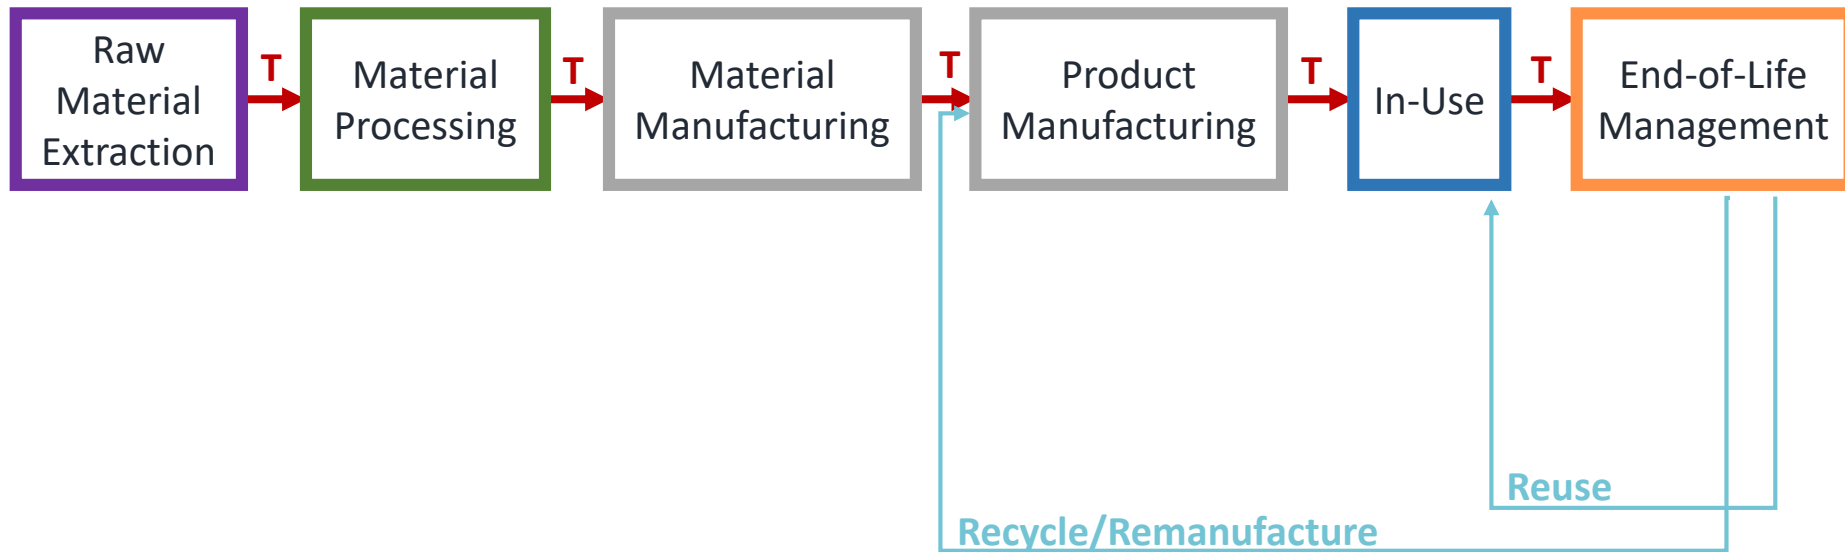 Raw
Material
Extraction
T
Material
Processing
T
Material
Manufacturing
T
Product
Manufacturing
T
In-Use
T
End-of-Life
Management
Reuse
Recycle/Remanufacture